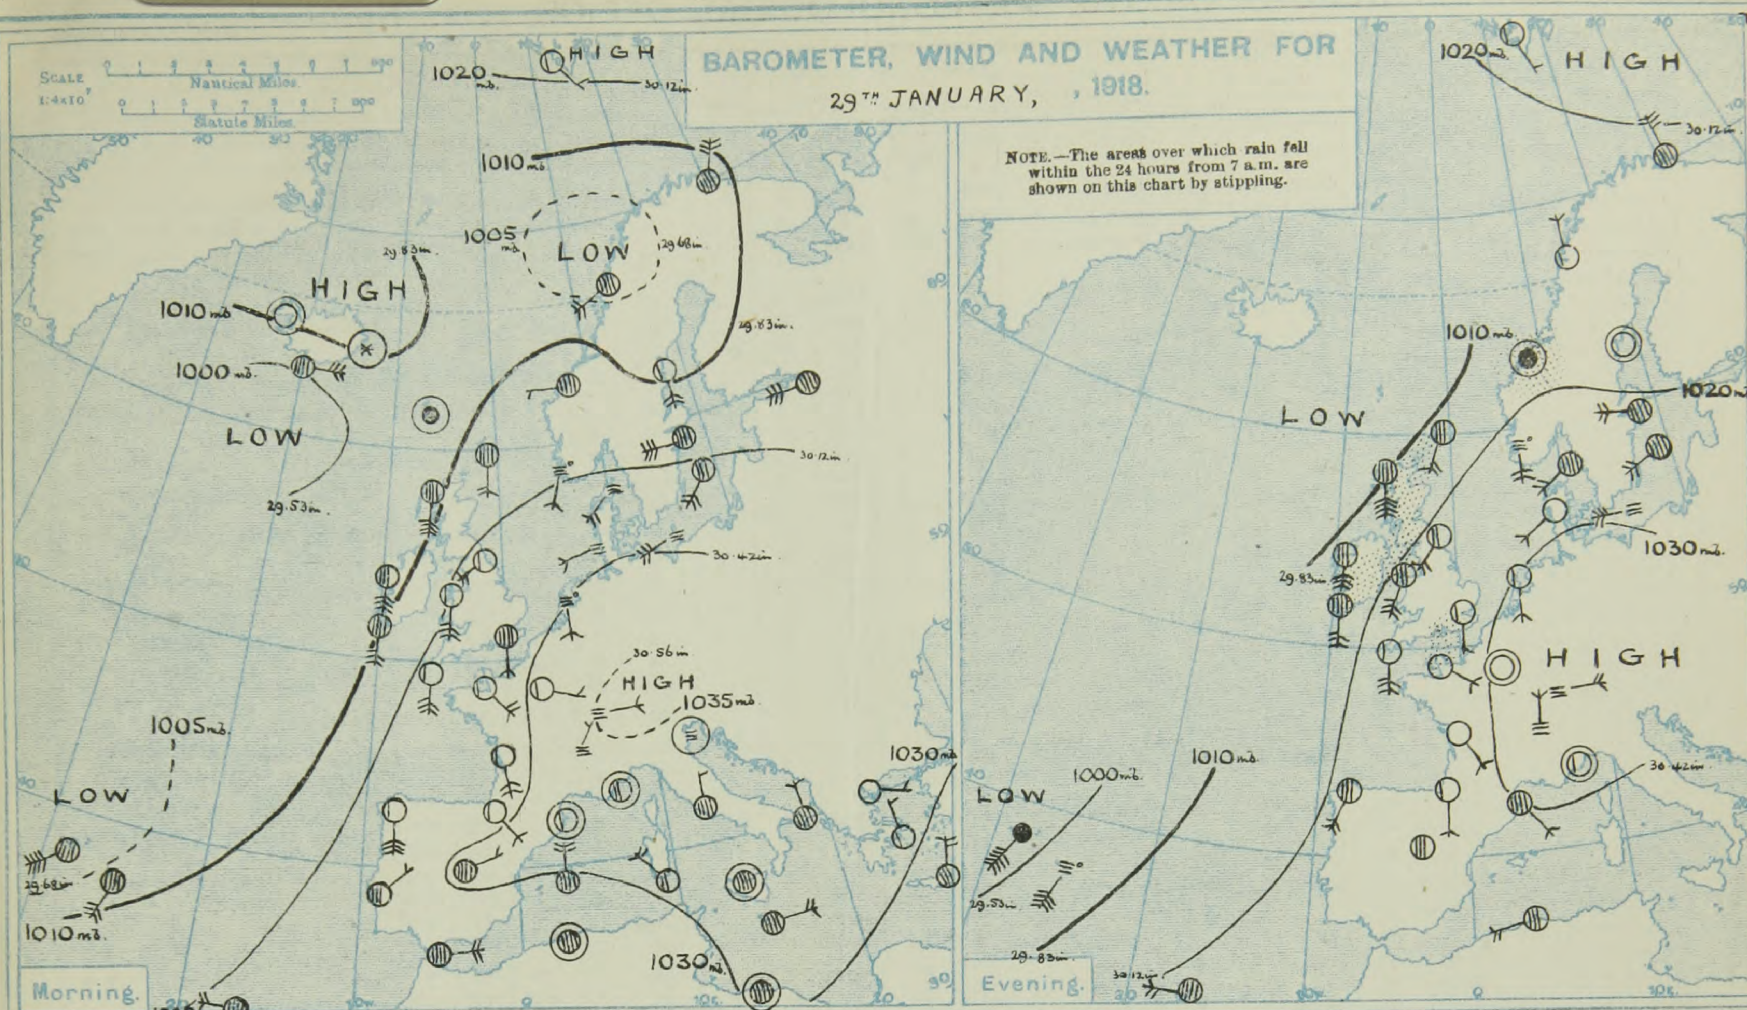 SCALE
1:4×10⁷
Nautical Miles.
Statute Miles.
BAROMETER, WIND AND WEATHER FOR
29TH JANUARY, , 1918.
NOTE.—The areas over which rain fell
within the 24 hours from 7 a.m. are
shown on this chart by stippling.
HIGH
1020 mb.
30.12in.
1010 mb.
1005 mb.
LOW
29.68in.
29.83in.
HIGH
1010 mb.
29.83in.
1000 mb.
LOW
29.53in.
30.12in.
30.42in.
30.56in
HIGH
1035 mb.
1005 mb.
LOW
29.68in
1010 mb.
1030 mb.
1030 mb.
Morning.
1020 mb.
HIGH
30.12in.
1010 mb.
LOW
1020 m
29.83in.
1030 mb.
HIGH
30.42in.
1010 mb.
1000 mb.
LOW
29.53in.
29.83in.
30.12in.
Evening.